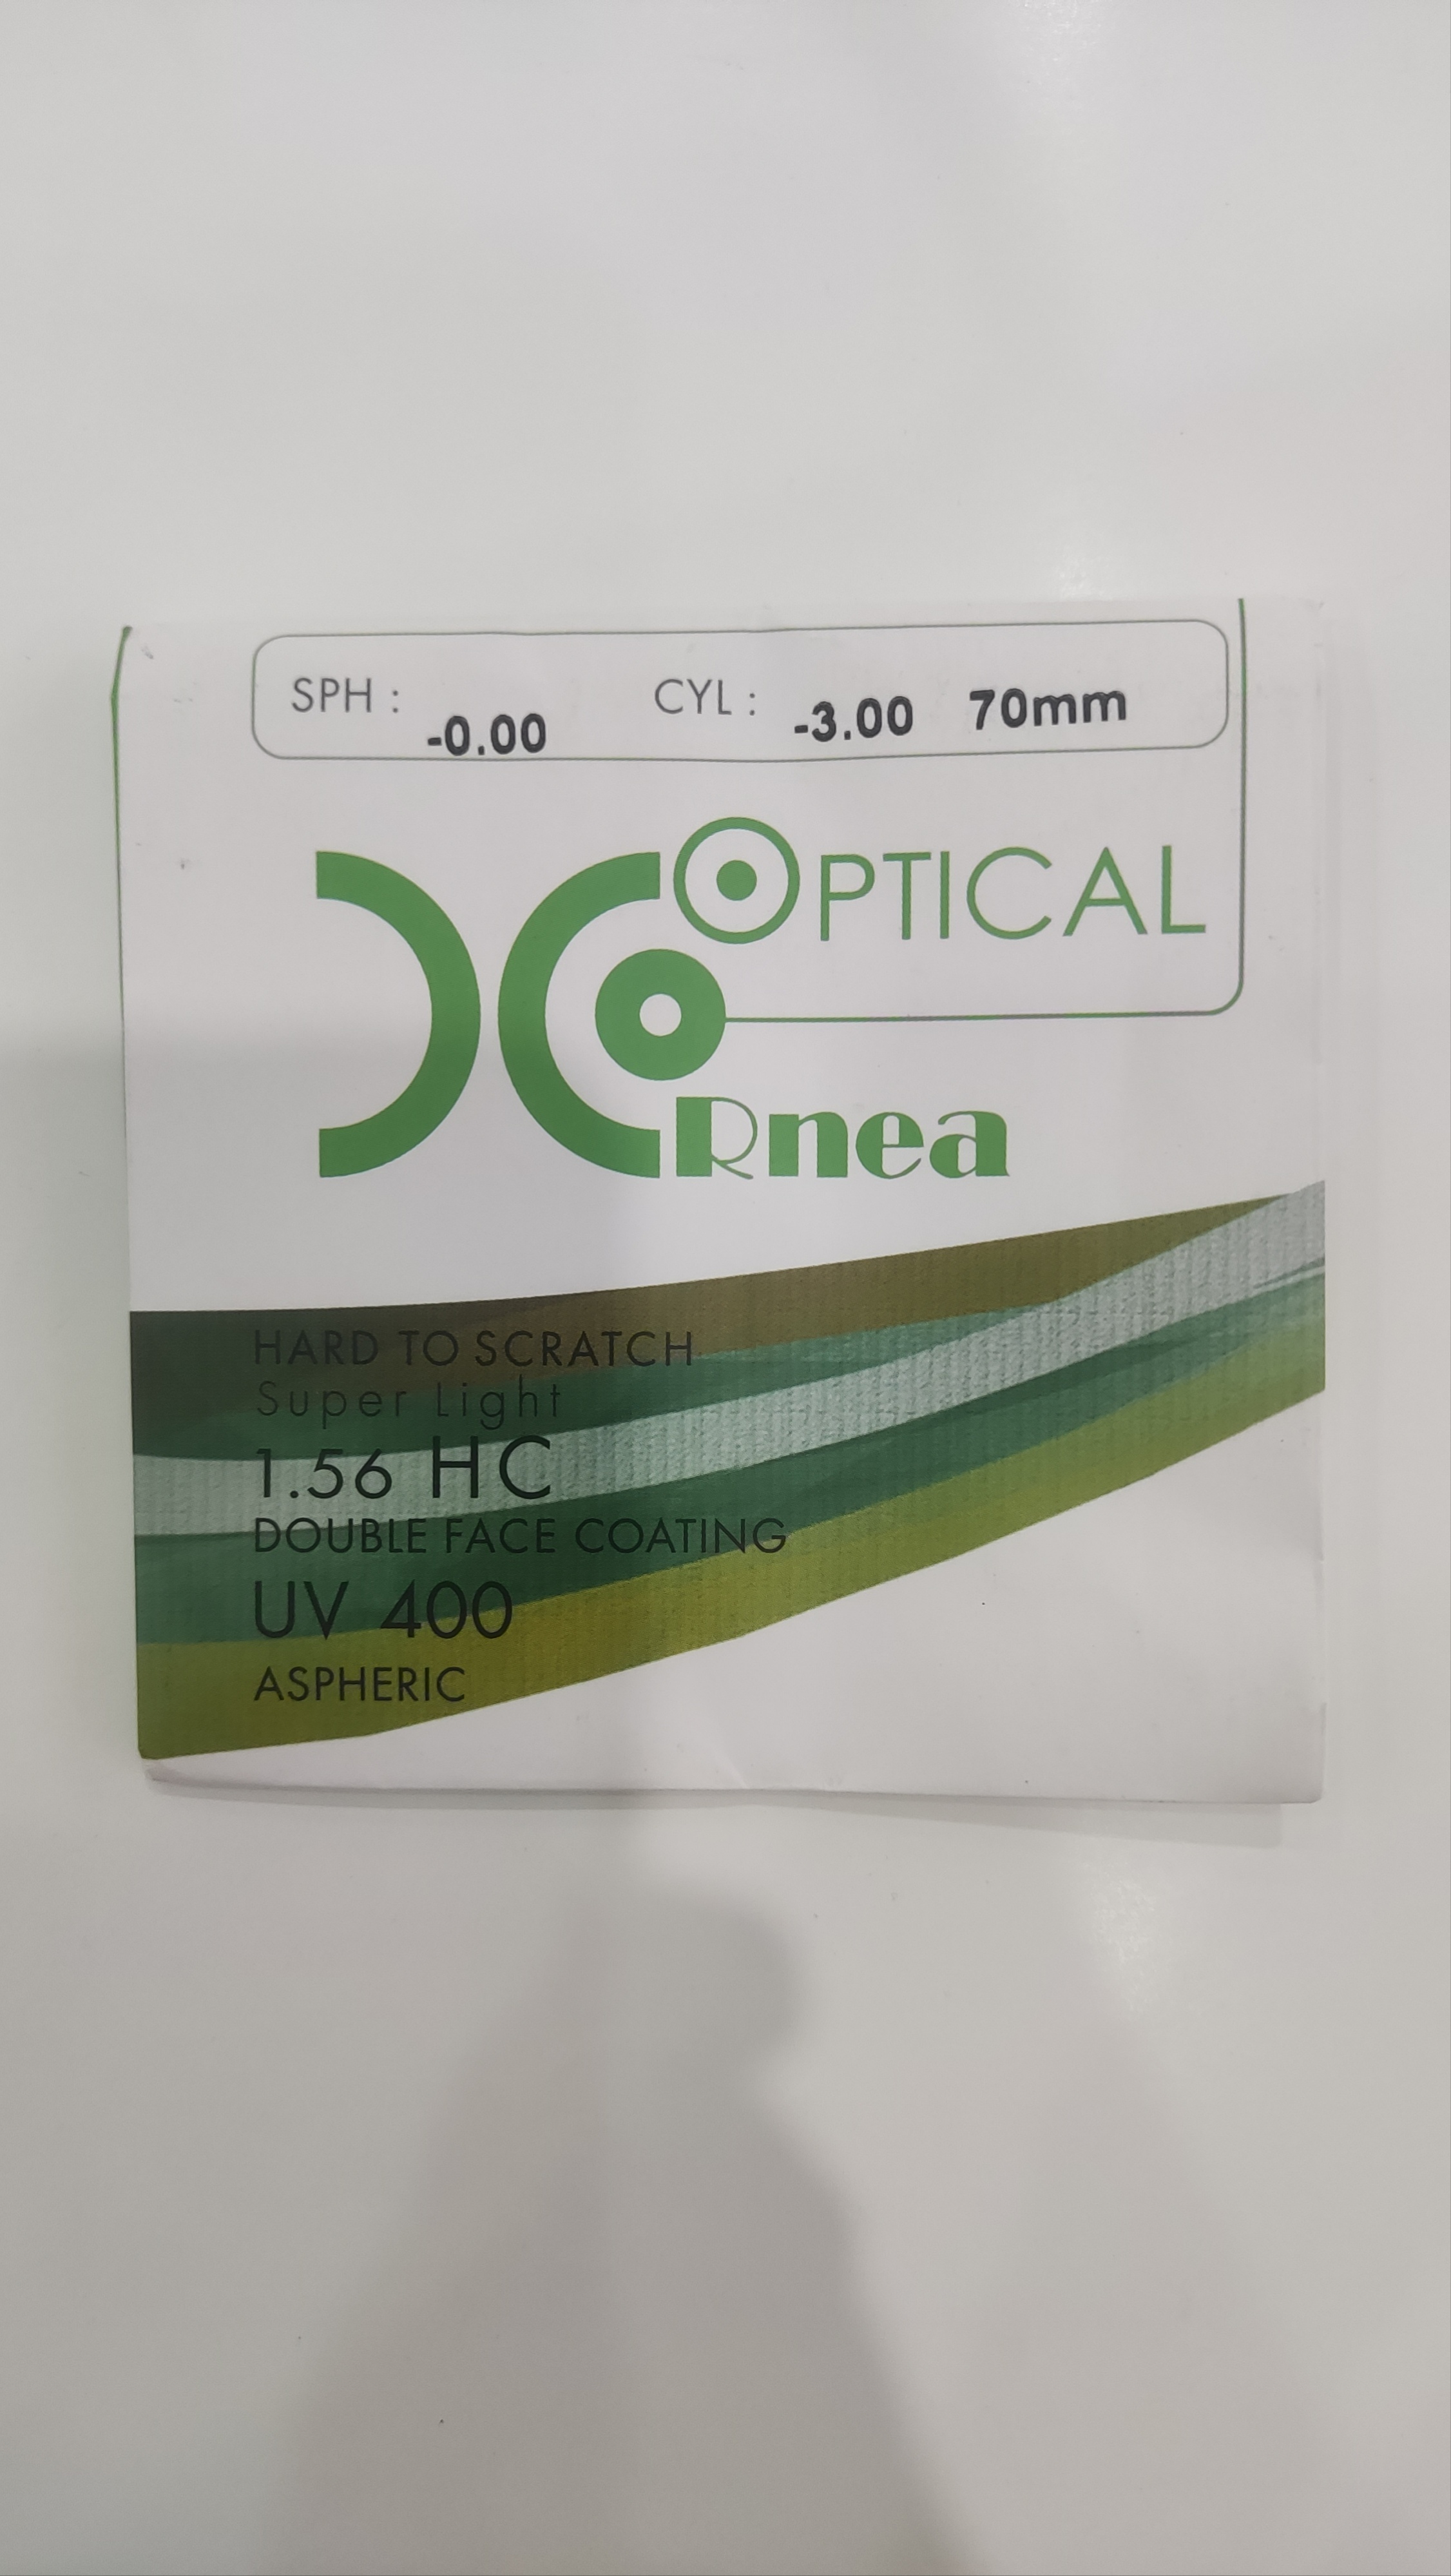 SPH : -0.00 CYL : -3.00 70mm
OPTICAL
CoRnea
HARD TO SCRATCH
Super Light
1.56 HC
DOUBLE FACE COATING
UV 400
ASPHERIC